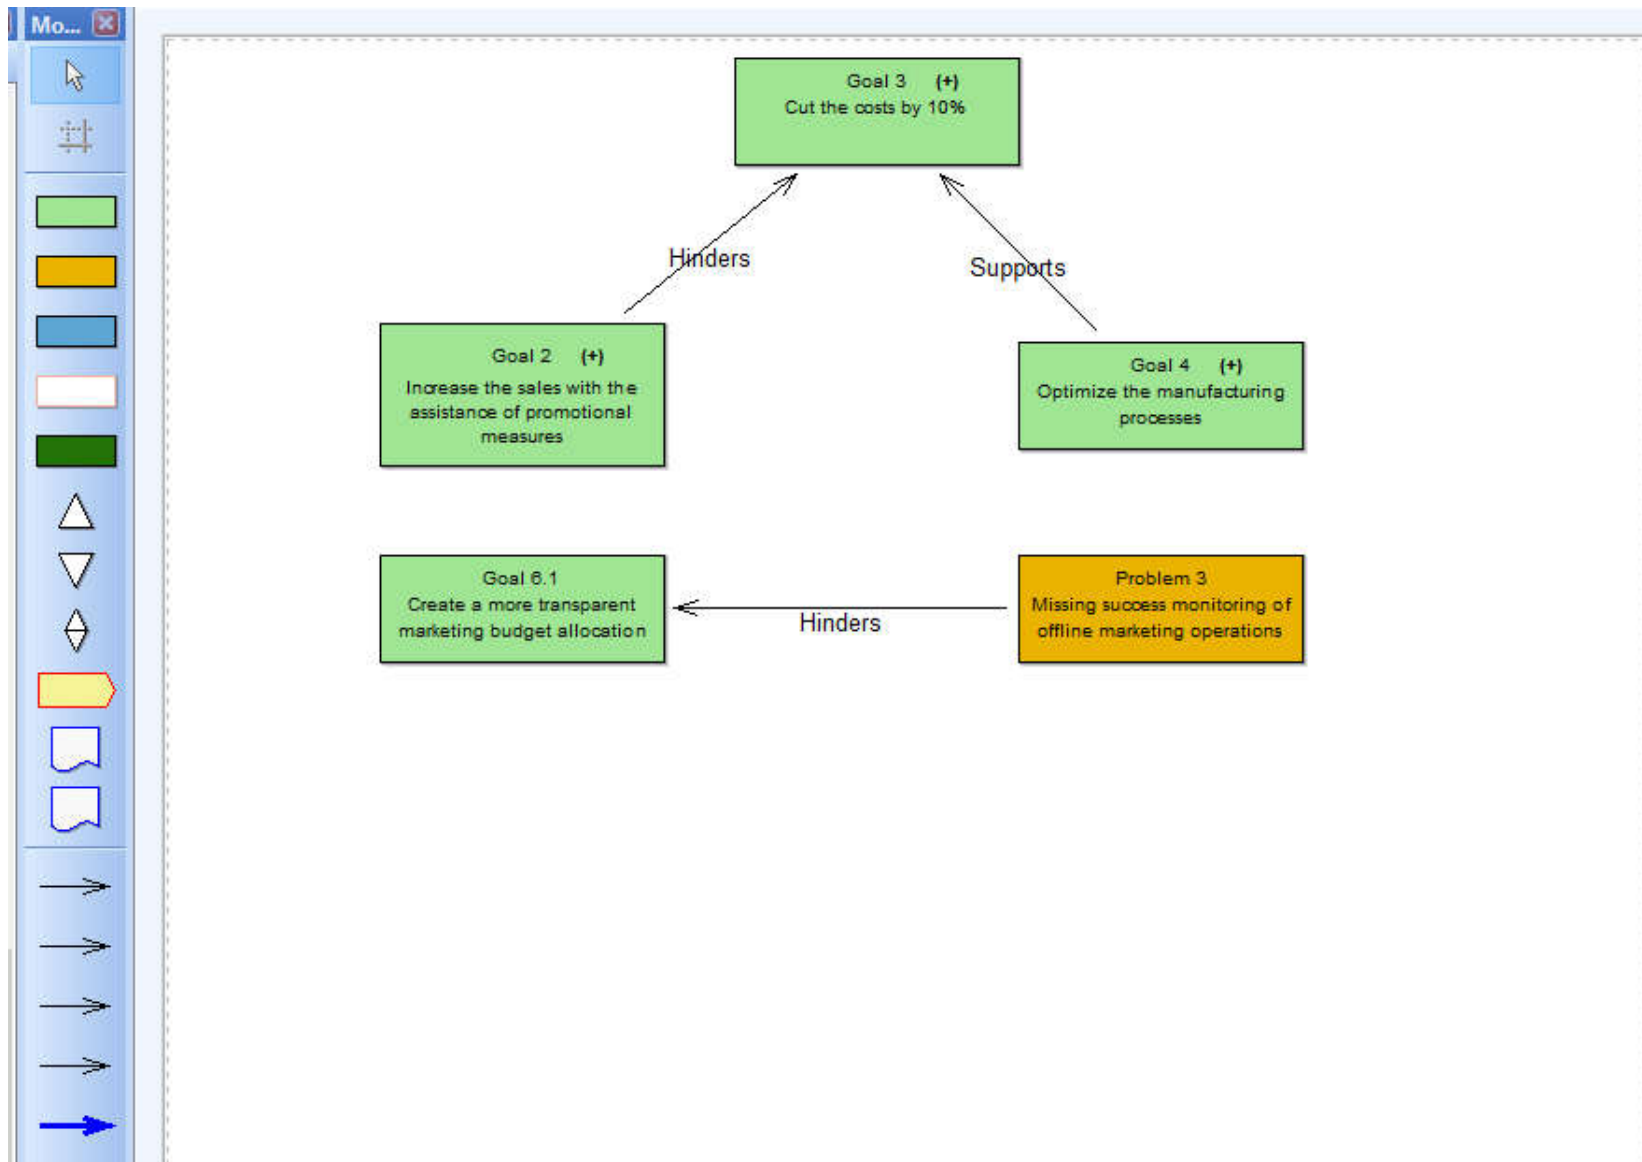 Mo...
Goal 3 (+)
Cut the costs by 10%
Hinders
Supports
Goal 2 (+)
Increase the sales with the
assistance of promotional
measures
Goal 4 (+)
Optimize the manufacturing
processes
Goal 6.1
Create a more transparent
marketing budget allocation
Hinders
Problem 3
Missing success monitoring of
offline marketing operations